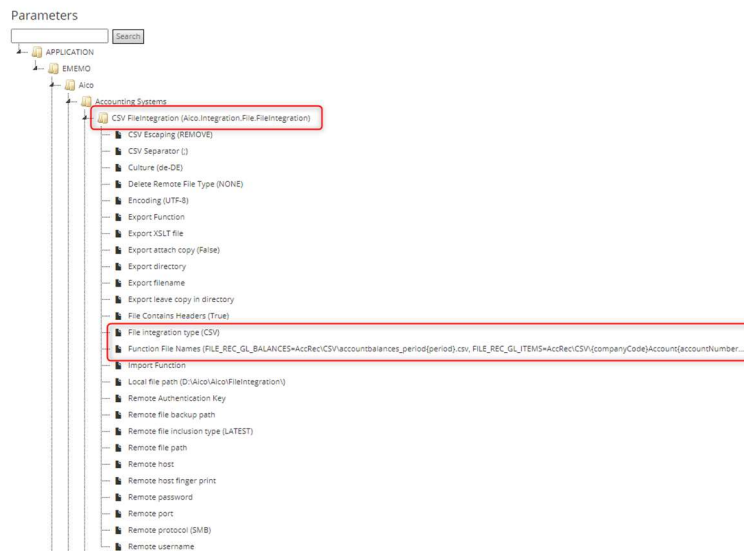 Parameters
Search
APPLICATION
EMEMO
Aico
Accounting Systems
CSV FileIntegration (Aico.Integration.File.FileIntegration)
CSV Escaping (REMOVE)
CSV Separator (;)
Culture (de-DE)
Delete Remote File Type (NONE)
Encoding (UTF-8)
Export Function
Export XSLT file
Export attach copy (False)
Export directory
Export filename
Export leave copy in directory
File Contains Headers (True)
File integration type (CSV)
Function File Names (FILE_REC_GL_BALANCES=AccRec\CSV\accountbalances_period{period}.csv, FILE_REC_GL_ITEMS=AccRec\CSV\{companyCode}Account{accountNumber...
Import Function
Local file path (D:\Aico\Aico\FileIntegration\)
Remote Authentication Key
Remote file backup path
Remote file inclusion type (LATEST)
Remote file path
Remote host
Remote host finger print
Remote password
Remote port
Remote protocol (SMB)
Remote username